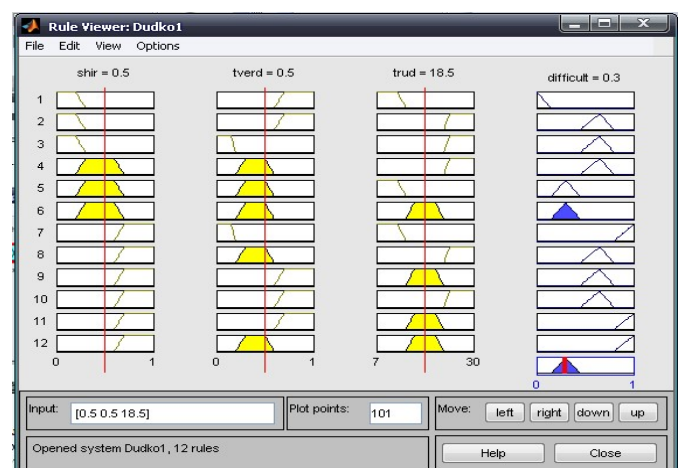 Rule Viewer: Dudko1
File Edit View Options
shir = 0.5 tverd = 0.5 trud = 18.5 difficult = 0.3
1
2
3
4
5
6
7
8
9
10
11
12
0 1 0 1 7 30
0 1
Input: [0.5 0.5 18.5] Plot points: 101 Move: left right down up
Opened system Dudko1, 12 rules Help Close